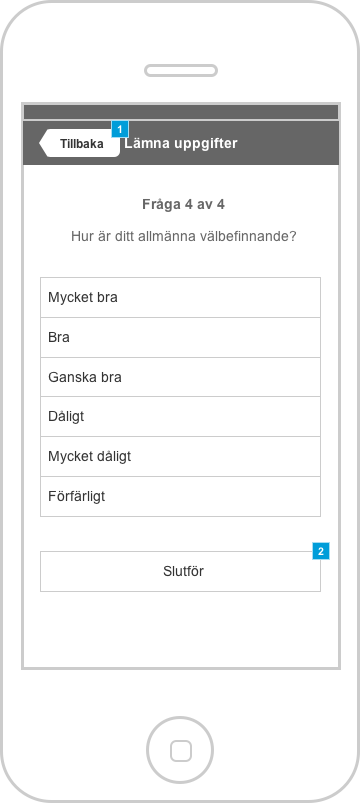 Tillbaka 1 Lämna uppgifter
Fråga 4 av 4
Hur är ditt allmänna välbefinnande?
Mycket bra
Bra
Ganska bra
Dåligt
Mycket dåligt
Förfärligt
2
Slutför